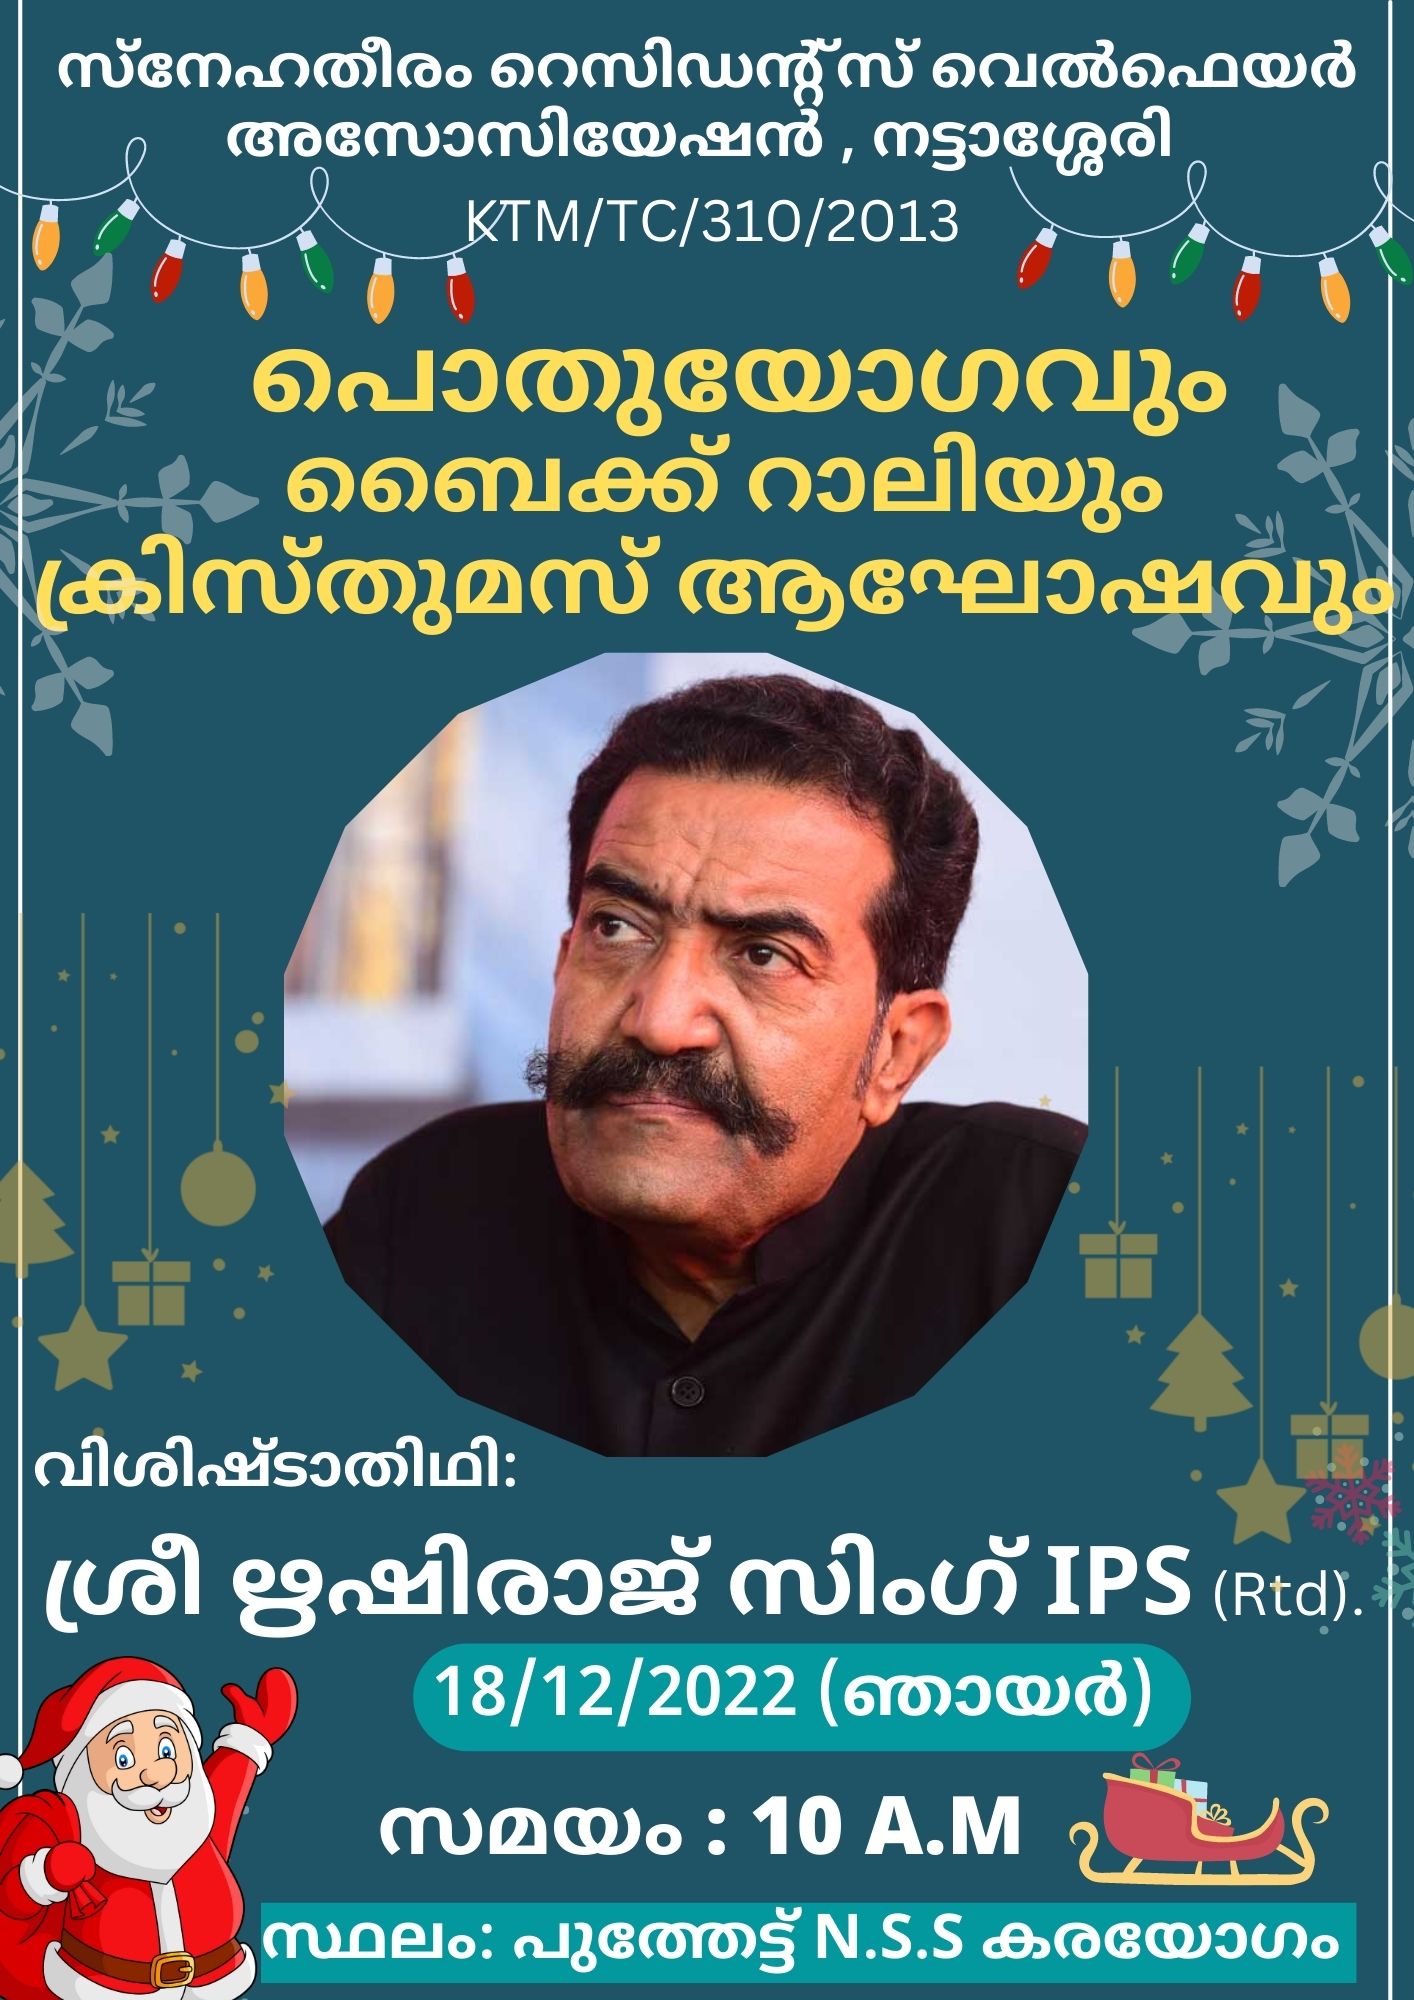 സ്നേഹതീരം റെസിഡന്റ്സ് വെൽഫെയർ
അസോസിയേഷൻ , നട്ടാശ്ശേരി
KTM/TC/310/2013
പൊതുയോഗവും
ബൈക്ക് റാലിയും
ക്രിസ്തുമസ് ആഘോഷവും
വിശിഷ്ടാതിഥി:
ശ്രീ ഋഷിരാജ് സിംഗ് IPS (Rtd).
18/12/2022 (ഞായർ)
സമയം : 10 A.M
സ്ഥലം: പുത്തേട്ട് N.S.S കരയോഗം